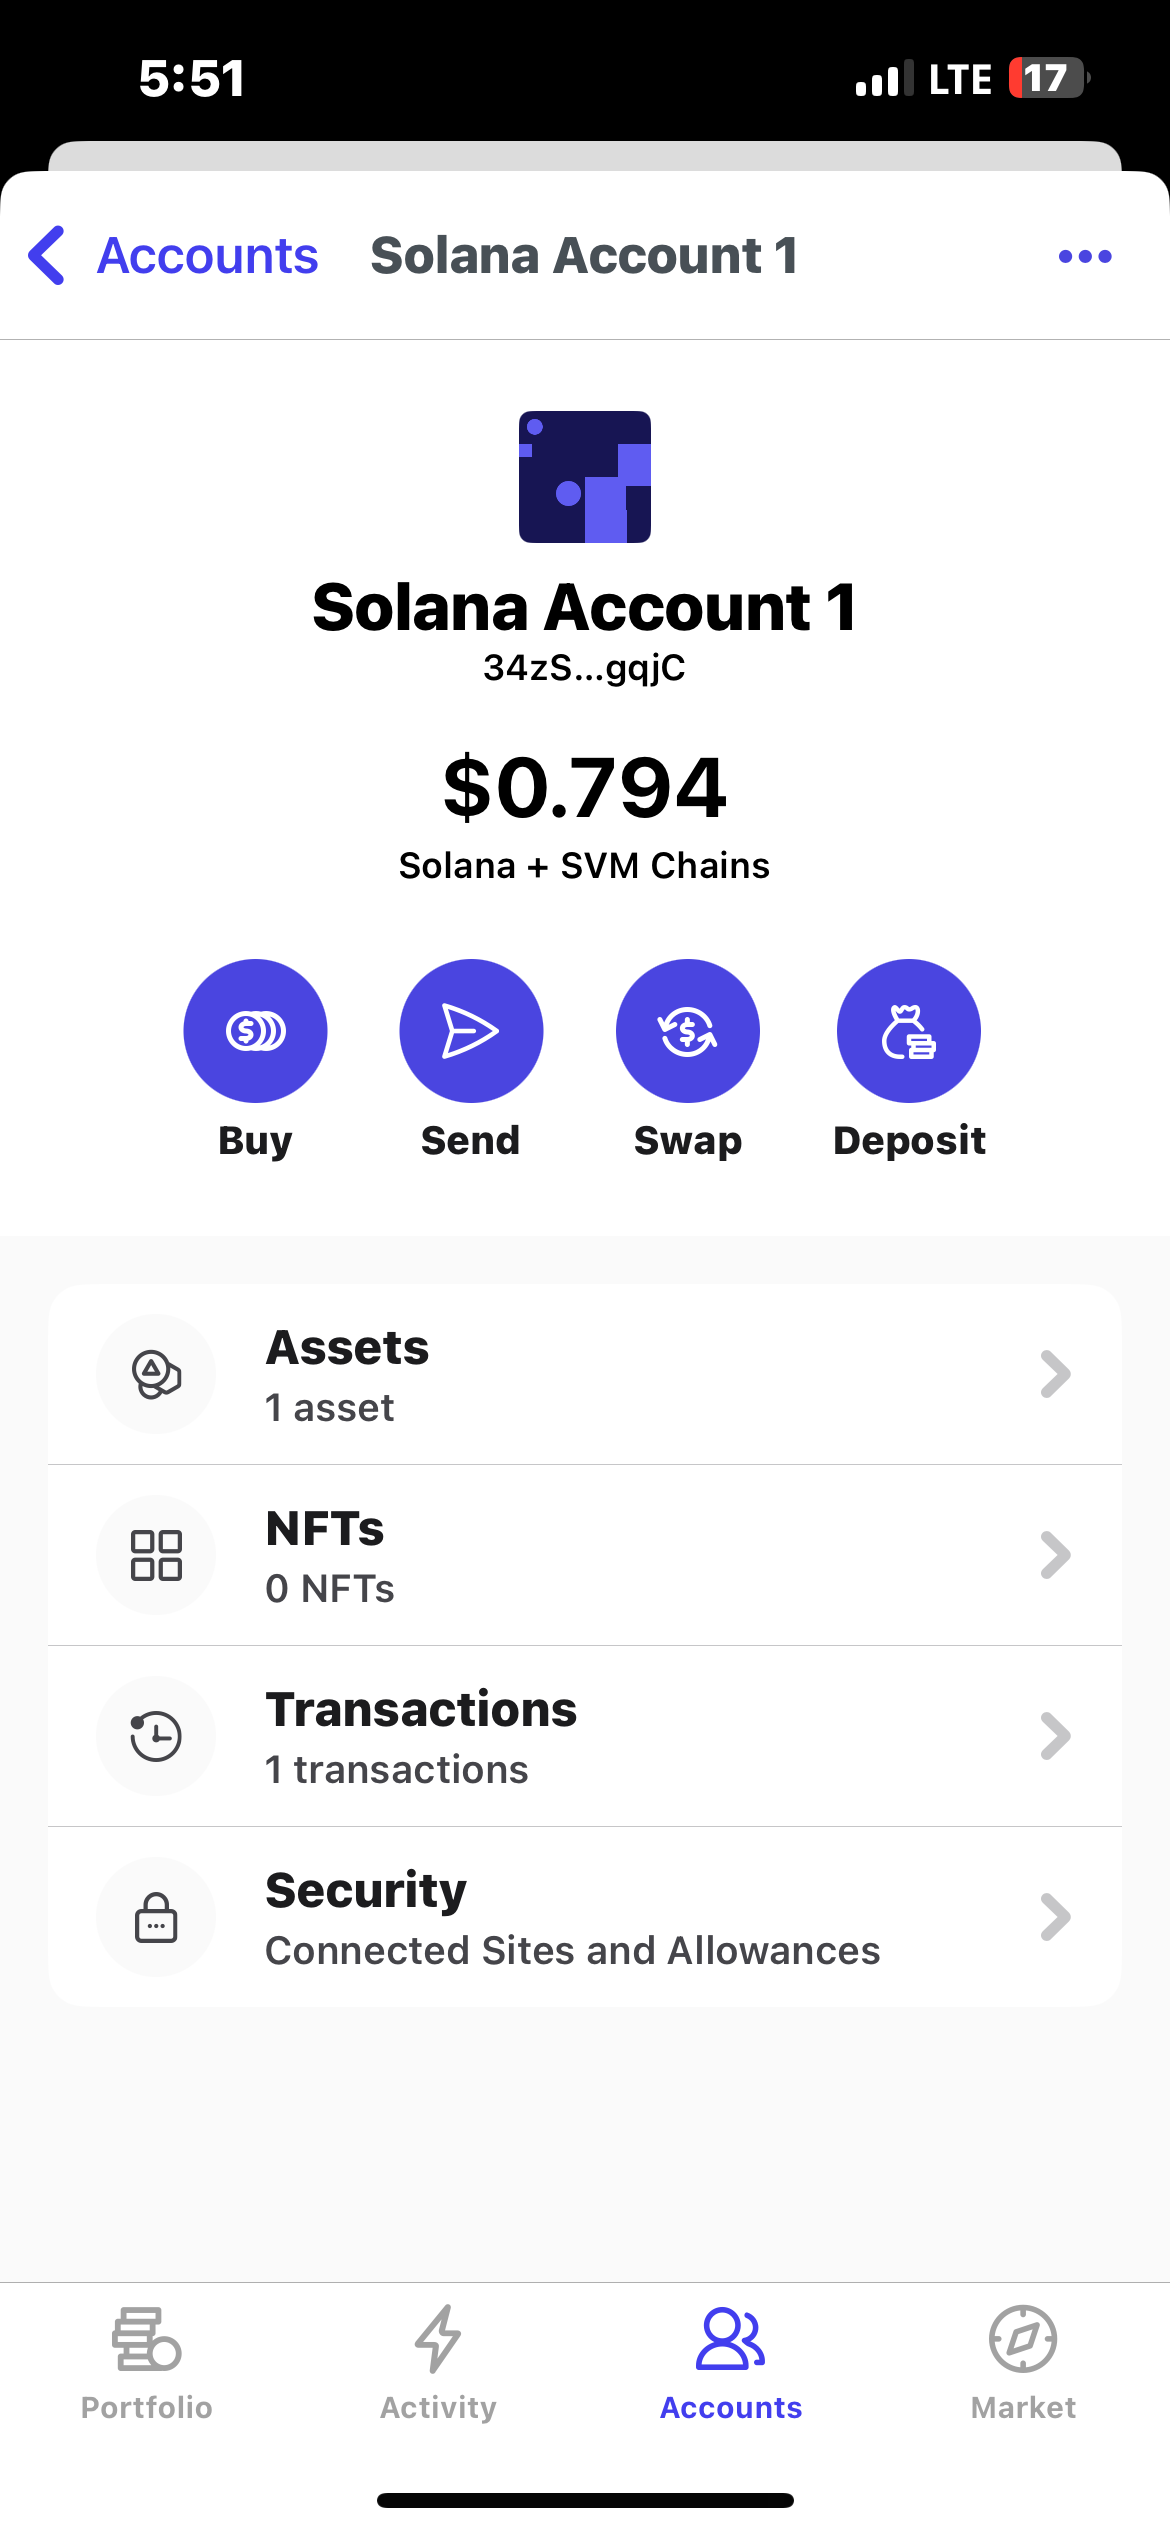 5:51 LTE 17
Accounts Solana Account 1
Solana Account 1
34zS...gqjC
$0.794
Solana + SVM Chains
Buy Send Swap Deposit
Assets
1 asset
NFTs
0 NFTs
Transactions
1 transactions
Security
Connected Sites and Allowances
Portfolio Activity Accounts Market